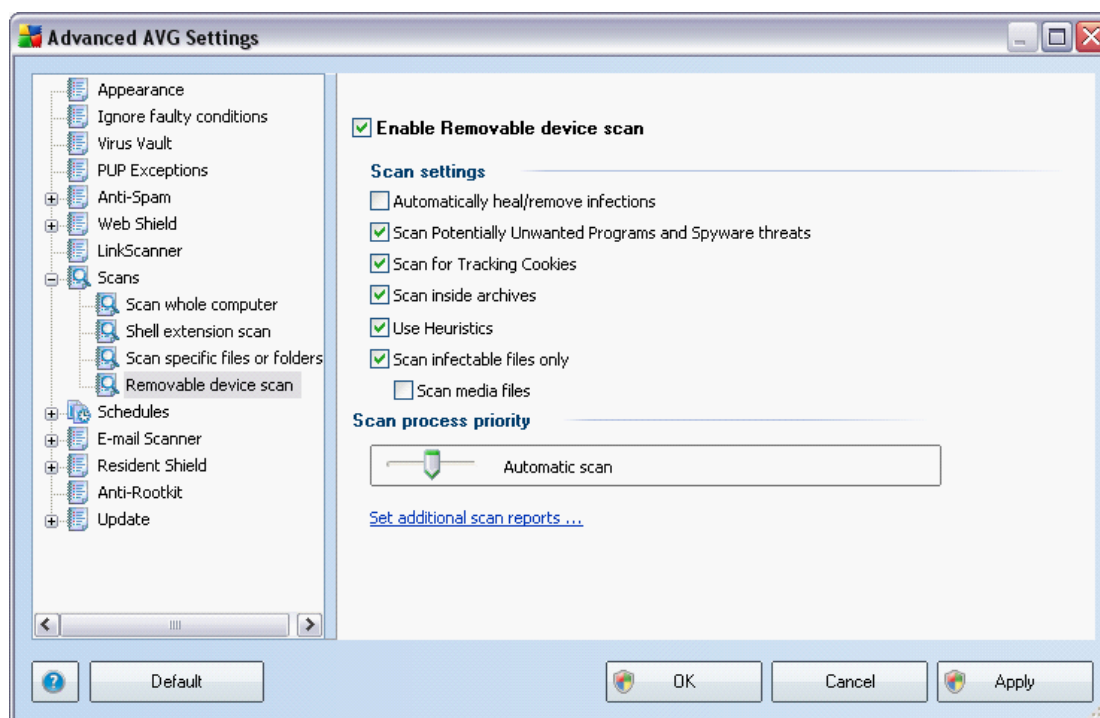 Advanced AVG Settings
Appearance
Ignore faulty conditions
Virus Vault
PUP Exceptions
Anti-Spam
Web Shield
LinkScanner
Scans
Scan whole computer
Shell extension scan
Scan specific files or folders
Removable device scan
Schedules
E-mail Scanner
Resident Shield
Anti-Rootkit
Update
Enable Removable device scan
Scan settings
Automatically heal/remove infections
Scan Potentially Unwanted Programs and Spyware threats
Scan for Tracking Cookies
Scan inside archives
Use Heuristics
Scan infectable files only
Scan media files
Scan process priority
Automatic scan
Set additional scan reports ...
Default
OK
Cancel
Apply